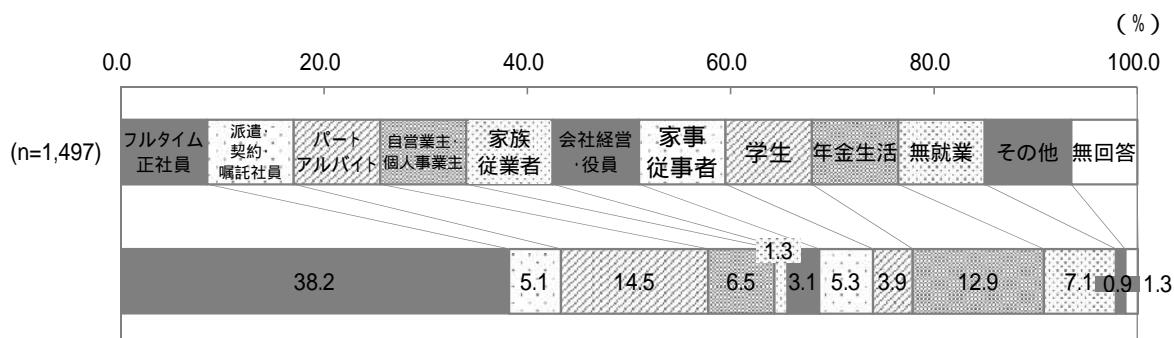 (%)
0.0 20.0 40.0 60.0 80.0 100.0
(n=1,497)
フルタイム
正社員
派遣・
契約・
嘱託社員
パート
アルバイト
自営業主・
個人事業主
家族
従業者
会社経営
・役員
家事
従事者
学生
年金生活
無就業
その他
無回答
38.2 5.1 14.5 6.5 1.3 3.1 5.3 3.9 12.9 7.1 0.9 1.3